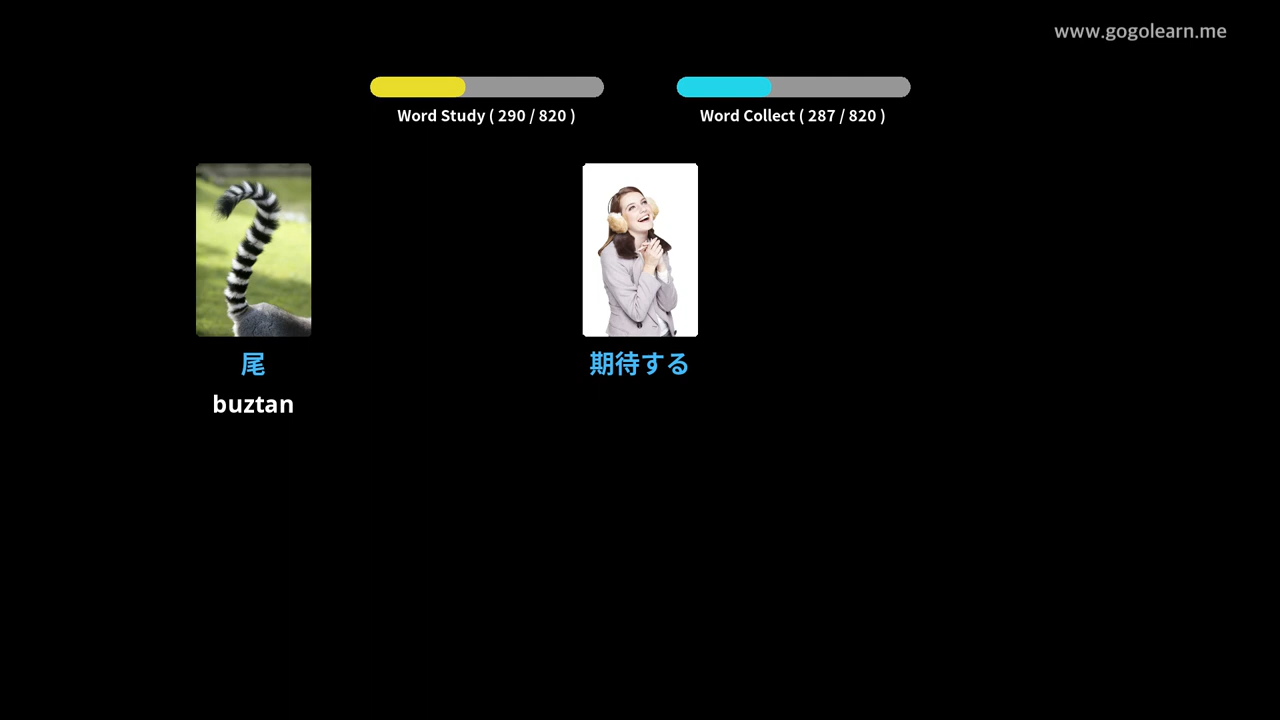 www.gogolearn.me
Word Study ( 290 / 820 )
Word Collect ( 287 / 820 )
尾
buztan
期待する